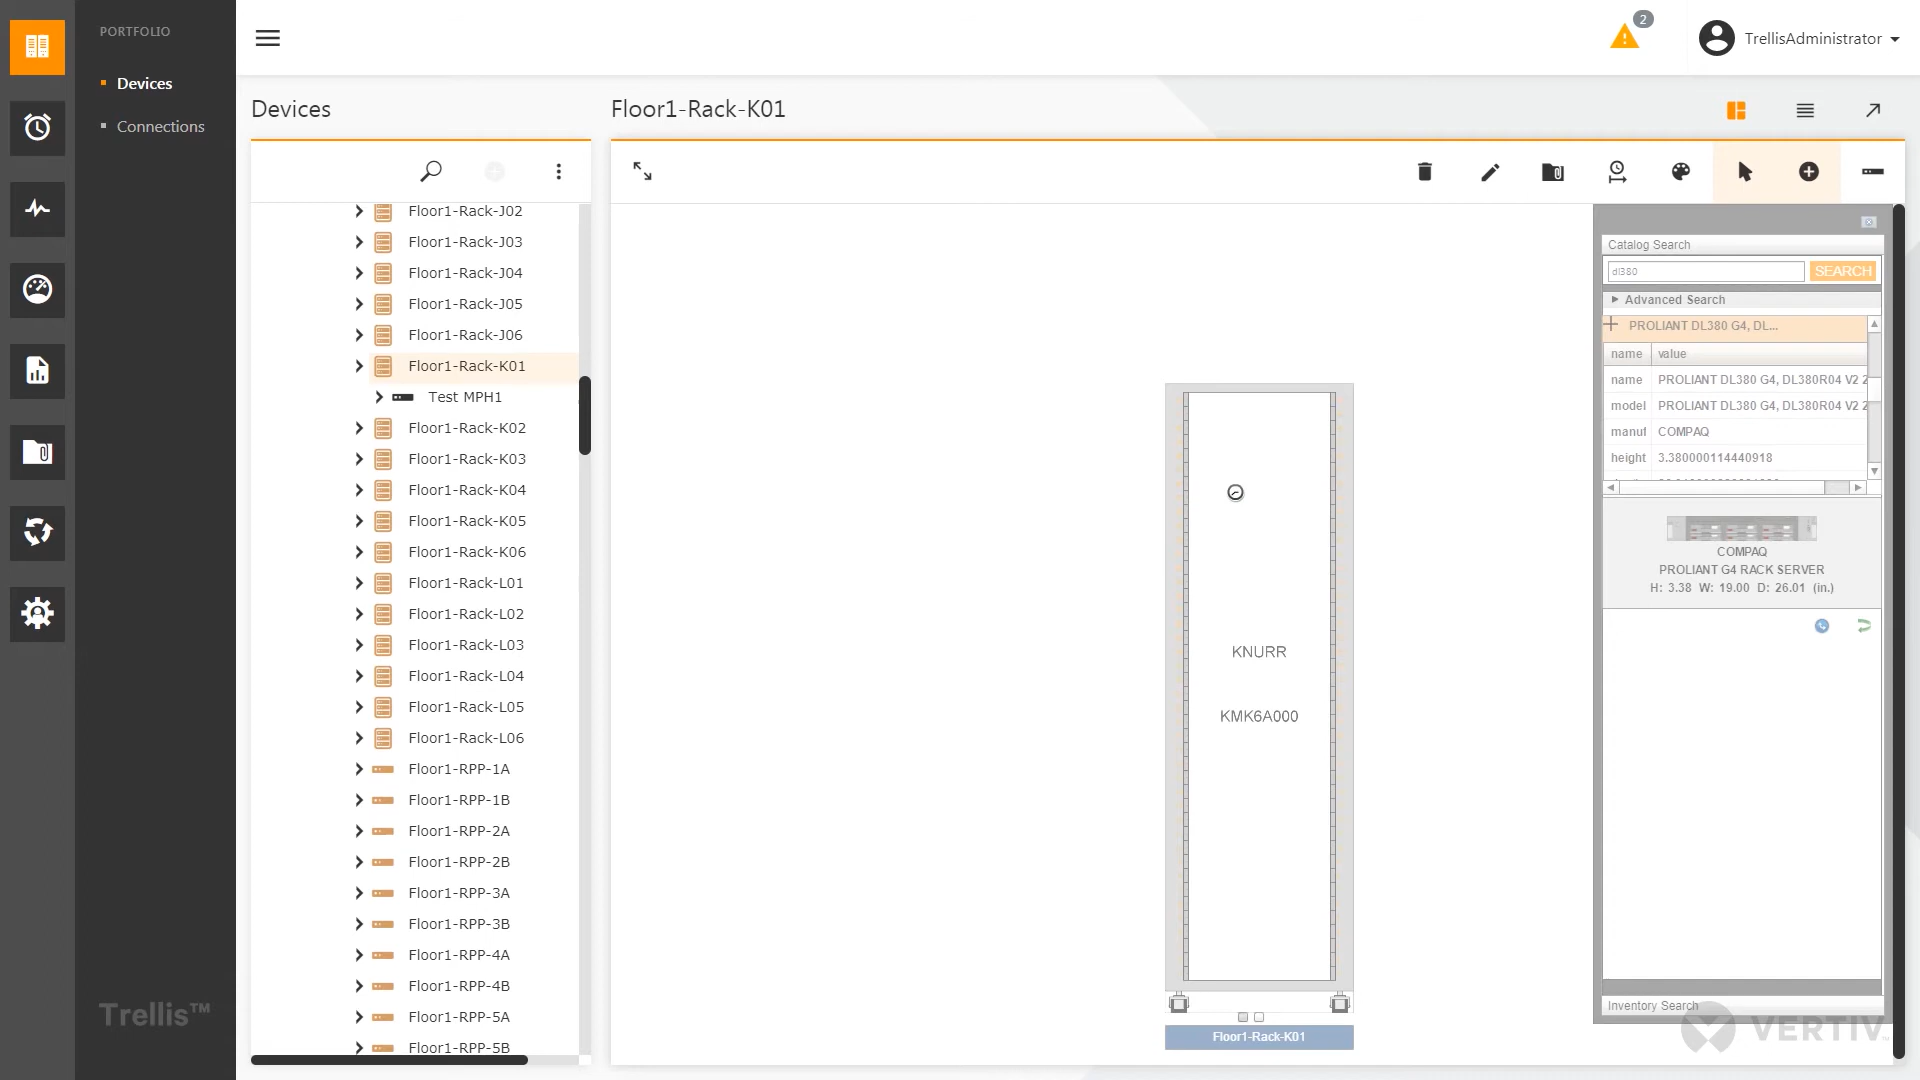 PORTFOLIO
Devices
Connections
Trellis™
2
TrellisAdministrator
Devices
Floor1-Rack-K01
Floor1-Rack-J02
Floor1-Rack-J03
Floor1-Rack-J04
Floor1-Rack-J05
Floor1-Rack-J06
Floor1-Rack-K01
Test MPH1
Floor1-Rack-K02
Floor1-Rack-K03
Floor1-Rack-K04
Floor1-Rack-K05
Floor1-Rack-K06
Floor1-Rack-L01
Floor1-Rack-L02
Floor1-Rack-L03
Floor1-Rack-L04
Floor1-Rack-L05
Floor1-Rack-L06
Floor1-RPP-1A
Floor1-RPP-1B
Floor1-RPP-2A
Floor1-RPP-2B
Floor1-RPP-3A
Floor1-RPP-3B
Floor1-RPP-4A
Floor1-RPP-4B
Floor1-RPP-5A
Floor1-RPP-5B
KNURR
KMK6A000
Floor1-Rack-K01
Catalog Search
dl380 SEARCH
Advanced Search
PROLIANT DL380 G4, DL...
name value
name PROLIANT DL380 G4, DL380R04 V2 2
model PROLIANT DL380 G4, DL380R04 V2 2
manuf COMPAQ
height 3.380000114440918
COMPAQ
PROLIANT G4 RACK SERVER
H: 3.38 W: 19.00 D: 26.01 (in.)
Inventory Search
VERTIV™